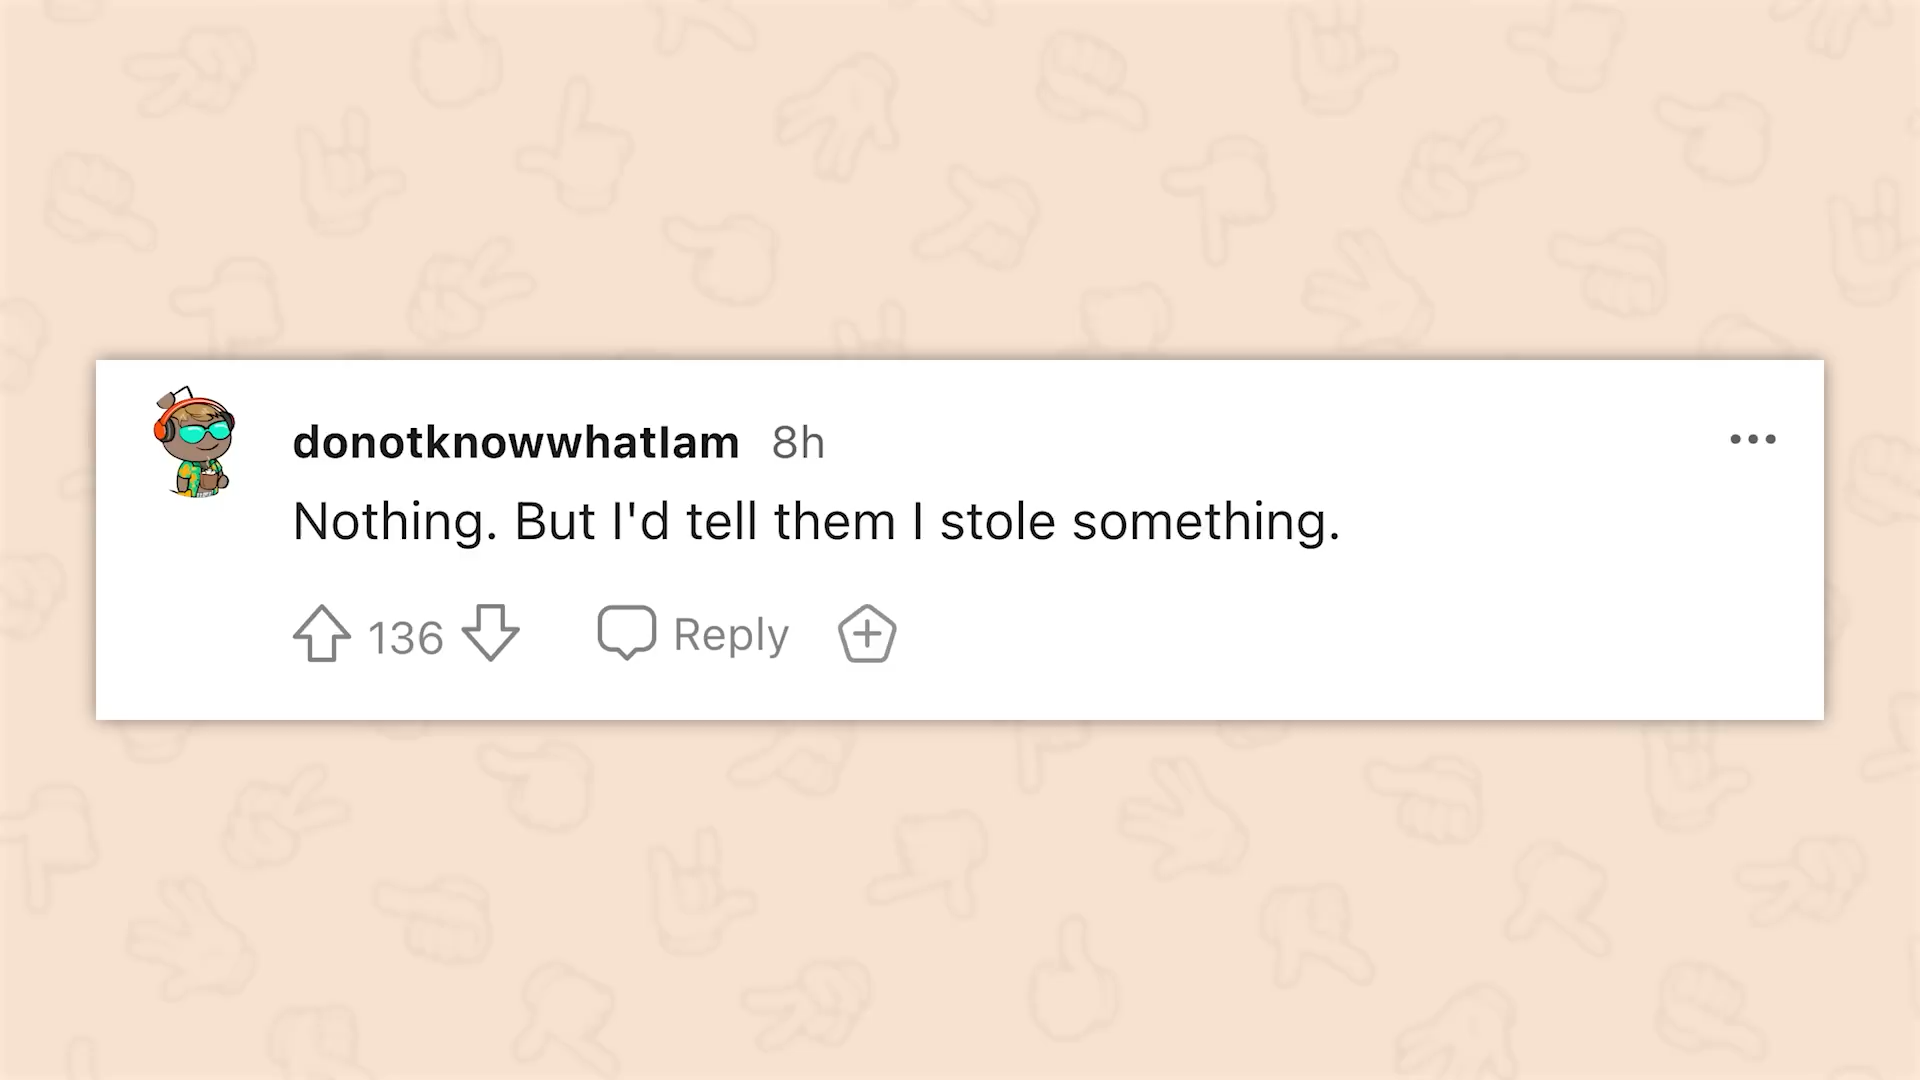 donotknowwhatIam 8h
Nothing. But I'd tell them I stole something.
136 Reply